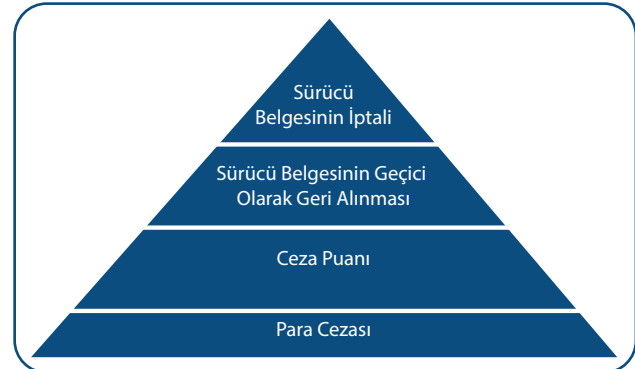 Sürücü
Belgesinin İptali
Sürücü Belgesinin Geçici
Olarak Geri Alınması
Ceza Puanı
Para Cezası